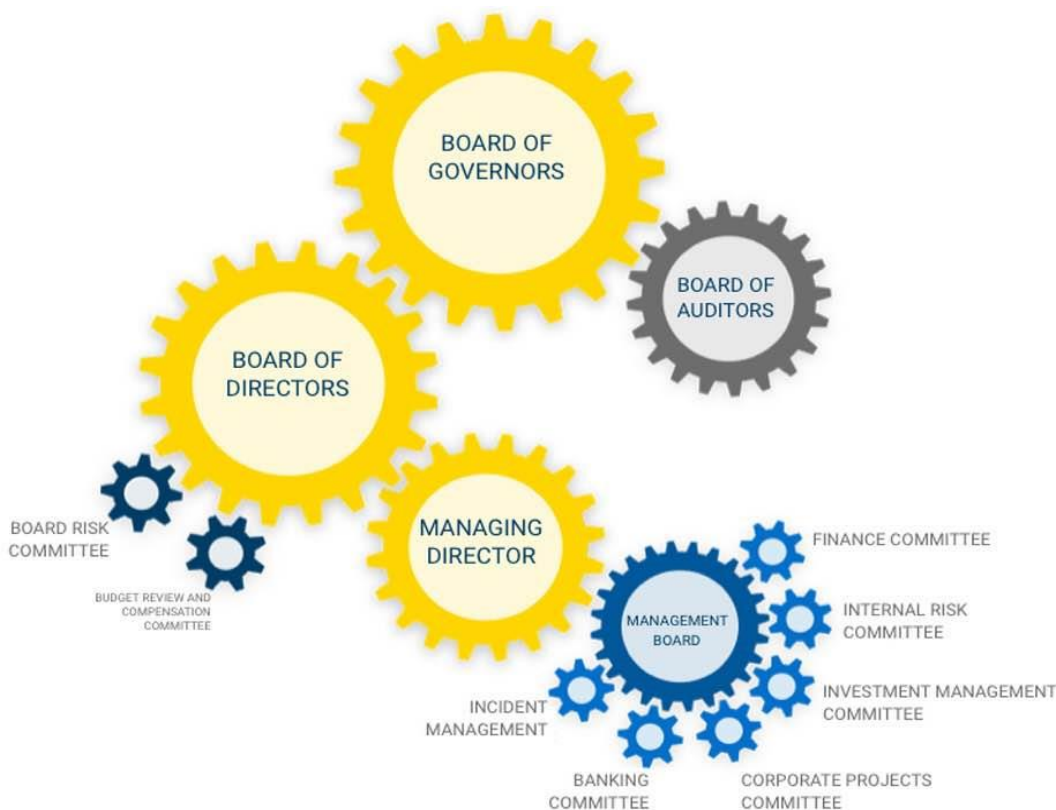 BOARD OF
GOVERNORS
BOARD OF
AUDITORS
BOARD OF
DIRECTORS
BOARD RISK
COMMITTEE
BUDGET REVIEW AND
COMPENSATION
COMMITTEE
MANAGING
DIRECTOR
MANAGEMENT
BOARD
FINANCE COMMITTEE
INTERNAL RISK
COMMITTEE
INVESTMENT MANAGEMENT
COMMITTEE
INCIDENT
MANAGEMENT
BANKING
COMMITTEE
CORPORATE PROJECTS
COMMITTEE